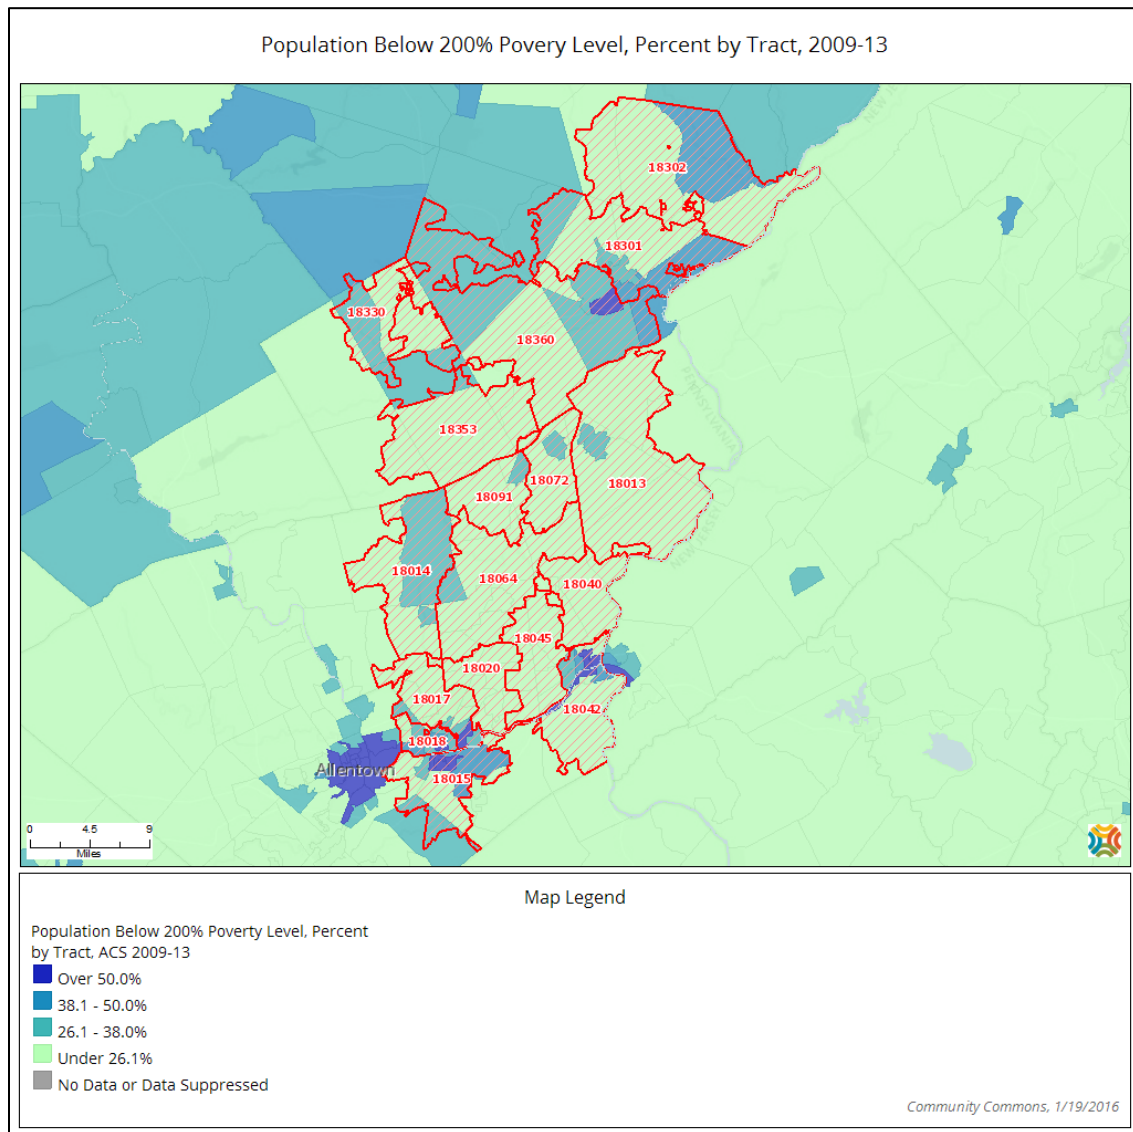 Population Below 200% Povery Level, Percent by Tract, 2009-13
NEW
18302
18301
18330
18360
PENNSYLVANIA
18353
18072
18013
18091
NEW
18014
18064
18040
18045
18020
18017
18042
18018
Allentown
18015
0 4.5 9
Miles
Map Legend
Population Below 200% Poverty Level, Percent
by Tract, ACS 2009-13
Over 50.0%
38.1 - 50.0%
26.1 - 38.0%
Under 26.1%
No Data or Data Suppressed
Community Commons, 1/19/2016